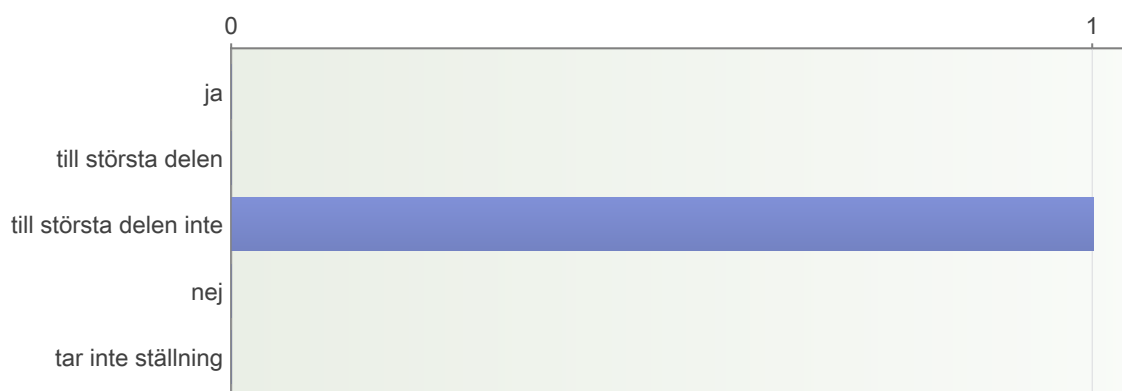 0 1
ja
till största delen
till största delen inte
nej
tar inte ställning